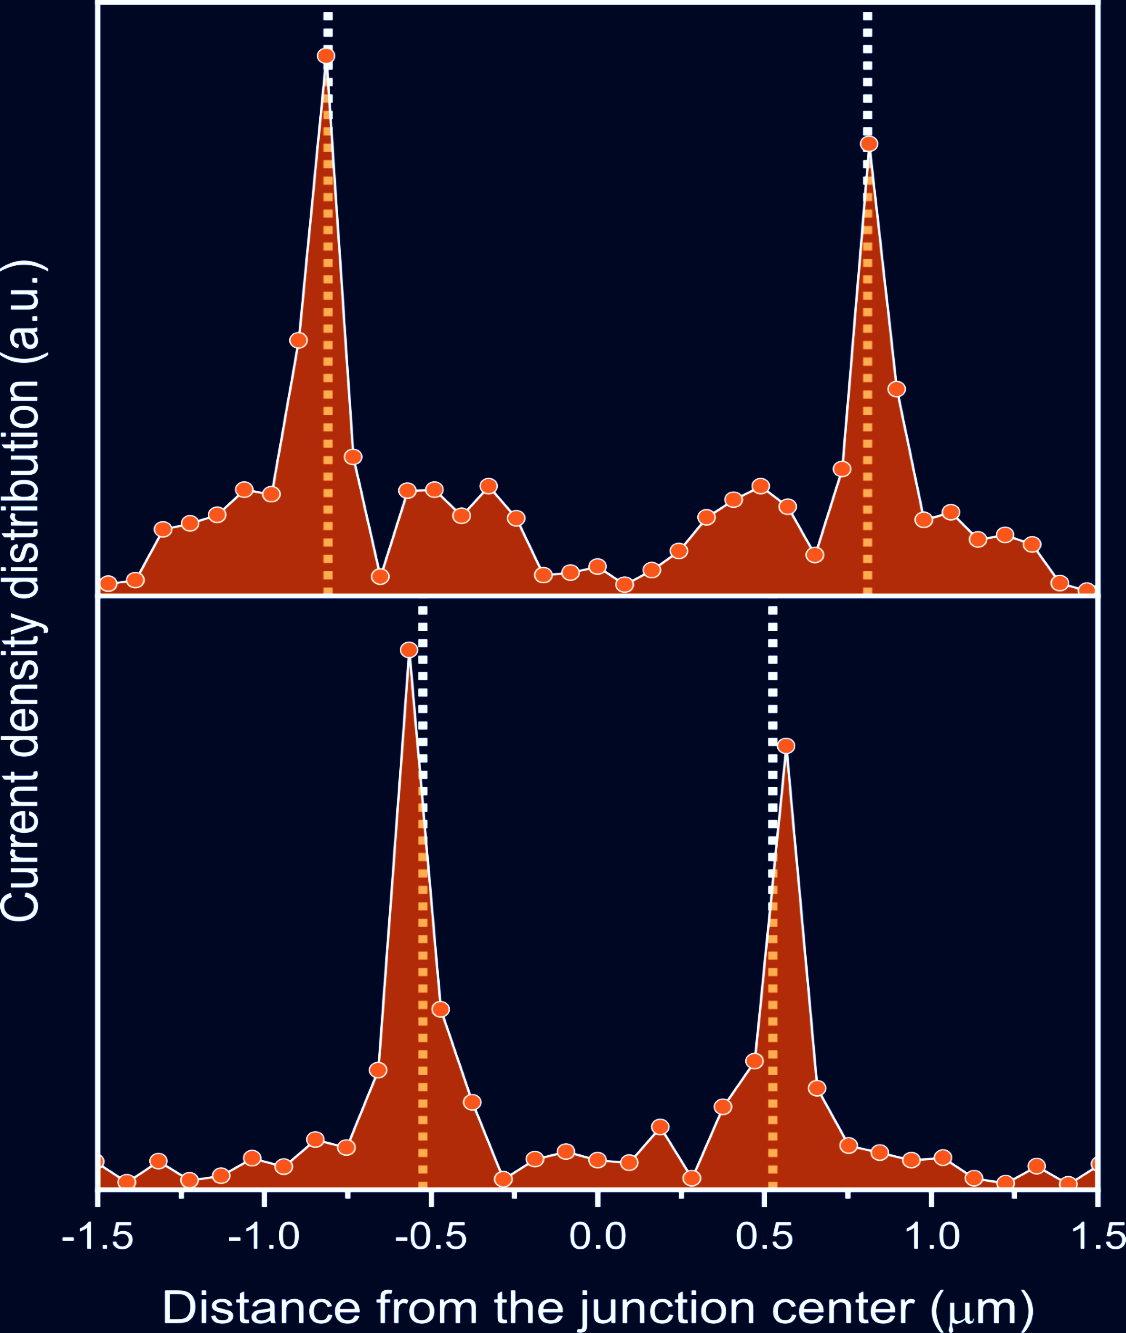 Current density distribution (a.u.)
-1.5 -1.0 -0.5 0.0 0.5 1.0 1.5
Distance from the junction center (μm)